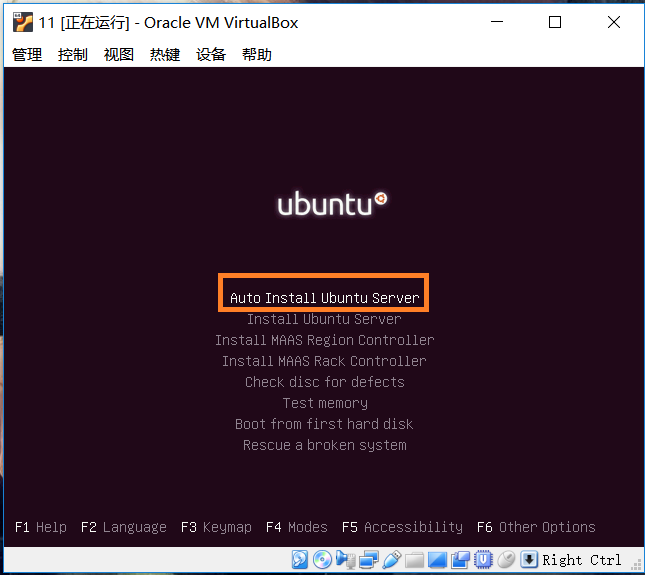 11 [正在运行] - Oracle VM VirtualBox
管理 控制 视图 热键 设备 帮助
ubuntu
Auto Install Ubuntu Server
Install Ubuntu Server
Install MAAS Region Controller
Install MAAS Rack Controller
Check disc for defects
Test memory
Boot from first hard disk
Rescue a broken system
F1 Help F2 Language F3 Keymap F4 Modes F5 Accessibility F6 Other Options
Right Ctrl